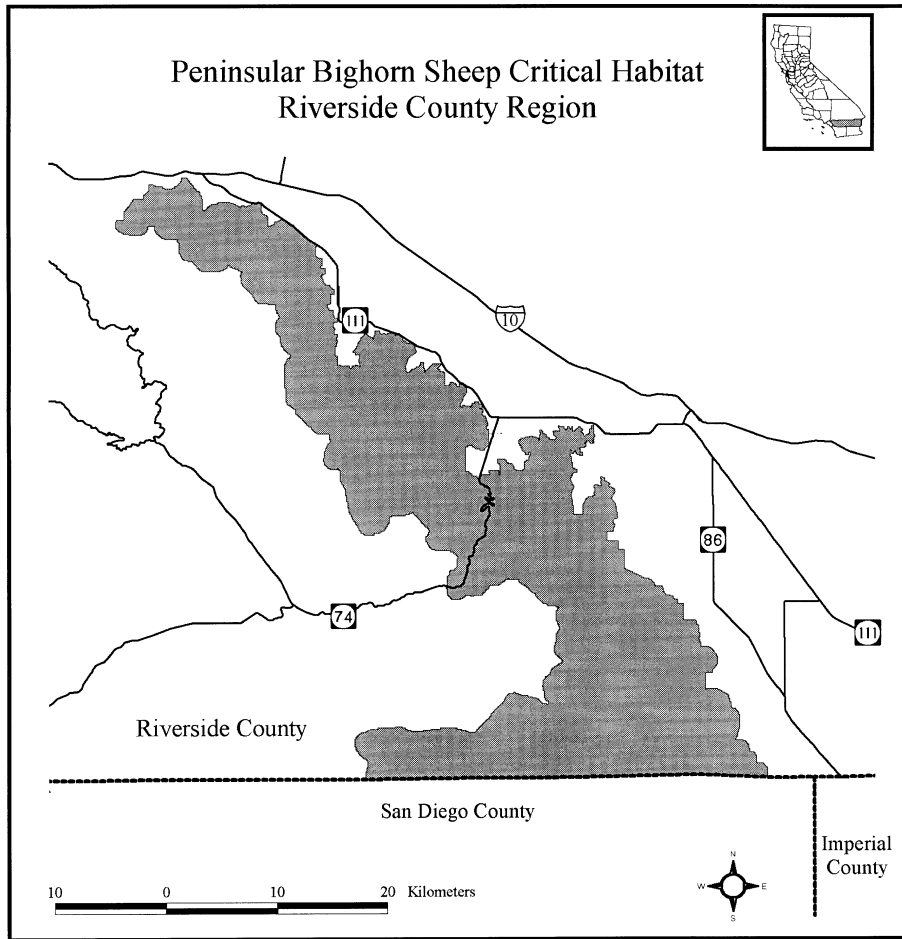 Peninsular Bighorn Sheep Critical Habitat
Riverside County Region
111
10
86
111
74
Riverside County
San Diego County
Imperial
County
10 0 10 20 Kilometers
N
W E
S